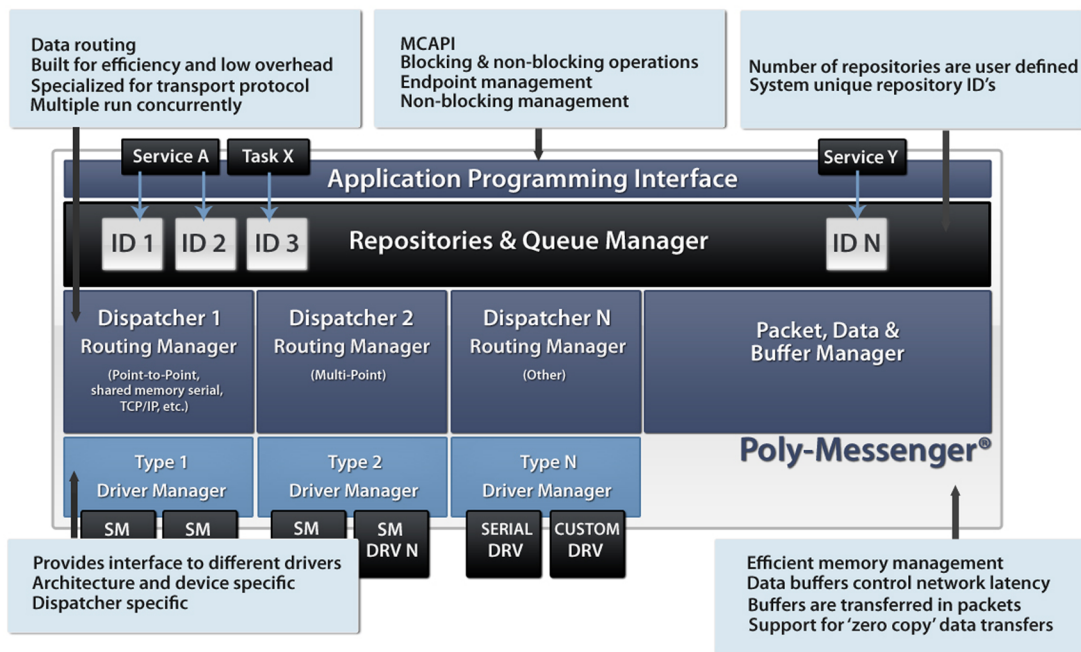 Data routing
Built for efficiency and low overhead
Specialized for transport protocol
Multiple run concurrently
MCAPI
Blocking & non-blocking operations
Endpoint management
Non-blocking management
Number of repositories are user defined
System unique repository ID's
Service A
Task X
Service Y
Application Programming Interface
ID 1
ID 2
ID 3
Repositories & Queue Manager
ID N
Dispatcher 1
Routing Manager
(Point-to-Point,
shared memory serial,
TCP/IP, etc.)
Dispatcher 2
Routing Manager
(Multi-Point)
Dispatcher N
Routing Manager
(Other)
Packet, Data &
Buffer Manager
Poly-Messenger®
Type 1
Driver Manager
Type 2
Driver Manager
Type N
Driver Manager
SM
SM
SM
SM
DRV N
SERIAL
DRV
CUSTOM
DRV
Provides interface to different drivers
Architecture and device specific
Dispatcher specific
Efficient memory management
Data buffers control network latency
Buffers are transferred in packets
Support for 'zero copy' data transfers